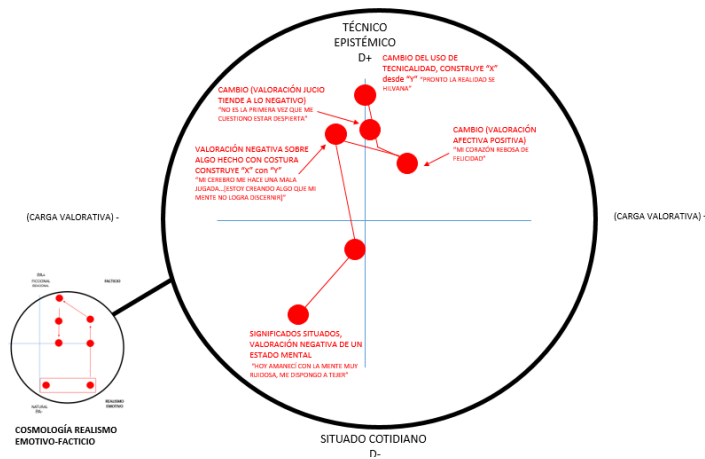 TÉCNICO
EPISTÉMICO
D+
CAMBIO DEL USO DE
TECNICALIDAD, CONSTRUYE "X"
desde "Y" "PRONTO LA REALIDAD SE
HILVANA"
CAMBIO (VALORACIÓN JUCIO
TIENDE A LO NEGATIVO)
"NO ES LA PRIMERA VEZ QUE ME
CUESTIONO ESTAR DESPIERTA"
CAMBIO (VALORACIÓN
AFECTIVA POSITIVA)
"MI CORAZÓN REBOSA DE
FELICIDAD"
VALORACIÓN NEGATIVA SOBRE
ALGO HECHO CON COSTURA
CONSTRUYE "X" con "Y"
"MI CEREBRO ME HACE UNA MALA
JUGADA...[ESTOY CREANDO ALGO QUE MI
MENTE NO LOGRA DISCERNIR]"
(CARGA VALORATIVA) -
(CARGA VALORATIVA) -
FICCIONAL
FACTICIO
SIGNIFICADOS SITUADOS,
VALORACIÓN NEGATIVA DE UN
ESTADO MENTAL
"HOY AMANECÍ CON LA MENTE MUY
RUIDOSA, ME DISPONGO A TEJER"
NATURAL
REALISMO
EMOTIVO
COSMOLOGÍA REALISMO
EMOTIVO-FACTICIO
SITUADO COTIDIANO
D-